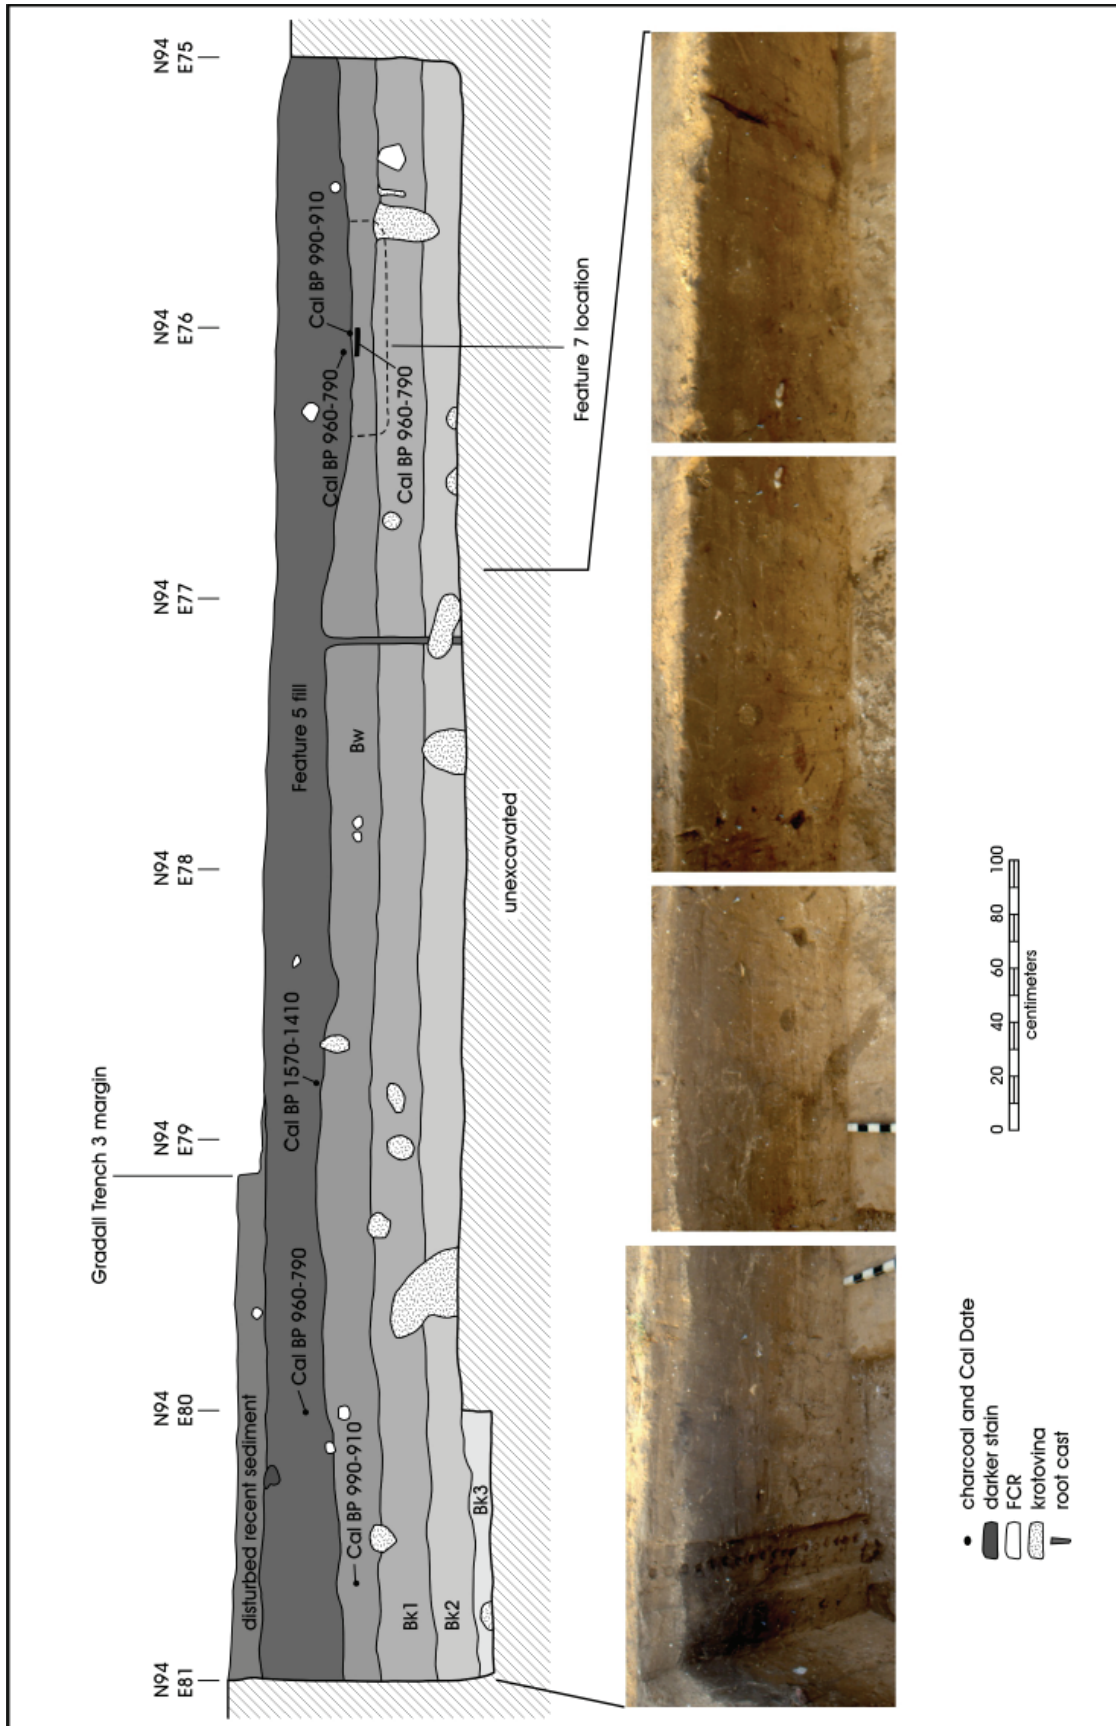 N94
E81
N94
E80
N94
E79
N94
E78
N94
E77
N94
E76
N94
E75
Gradall Trench 3 margin
disturbed recent sediment
Cal BP 960-790
Cal BP 1570-1410
Feature 5 fill
Cal BP 960-790
Cal BP 990-910
Cal BP 990-910
Bw
Cal BP 960-790
Bk1
Bk2
Bk3
unexcavated
Feature 7 location
charcoal and Cal Date
darker stain
FCR
krotovina
root cast
0 20 40 60 80 100
centimeters